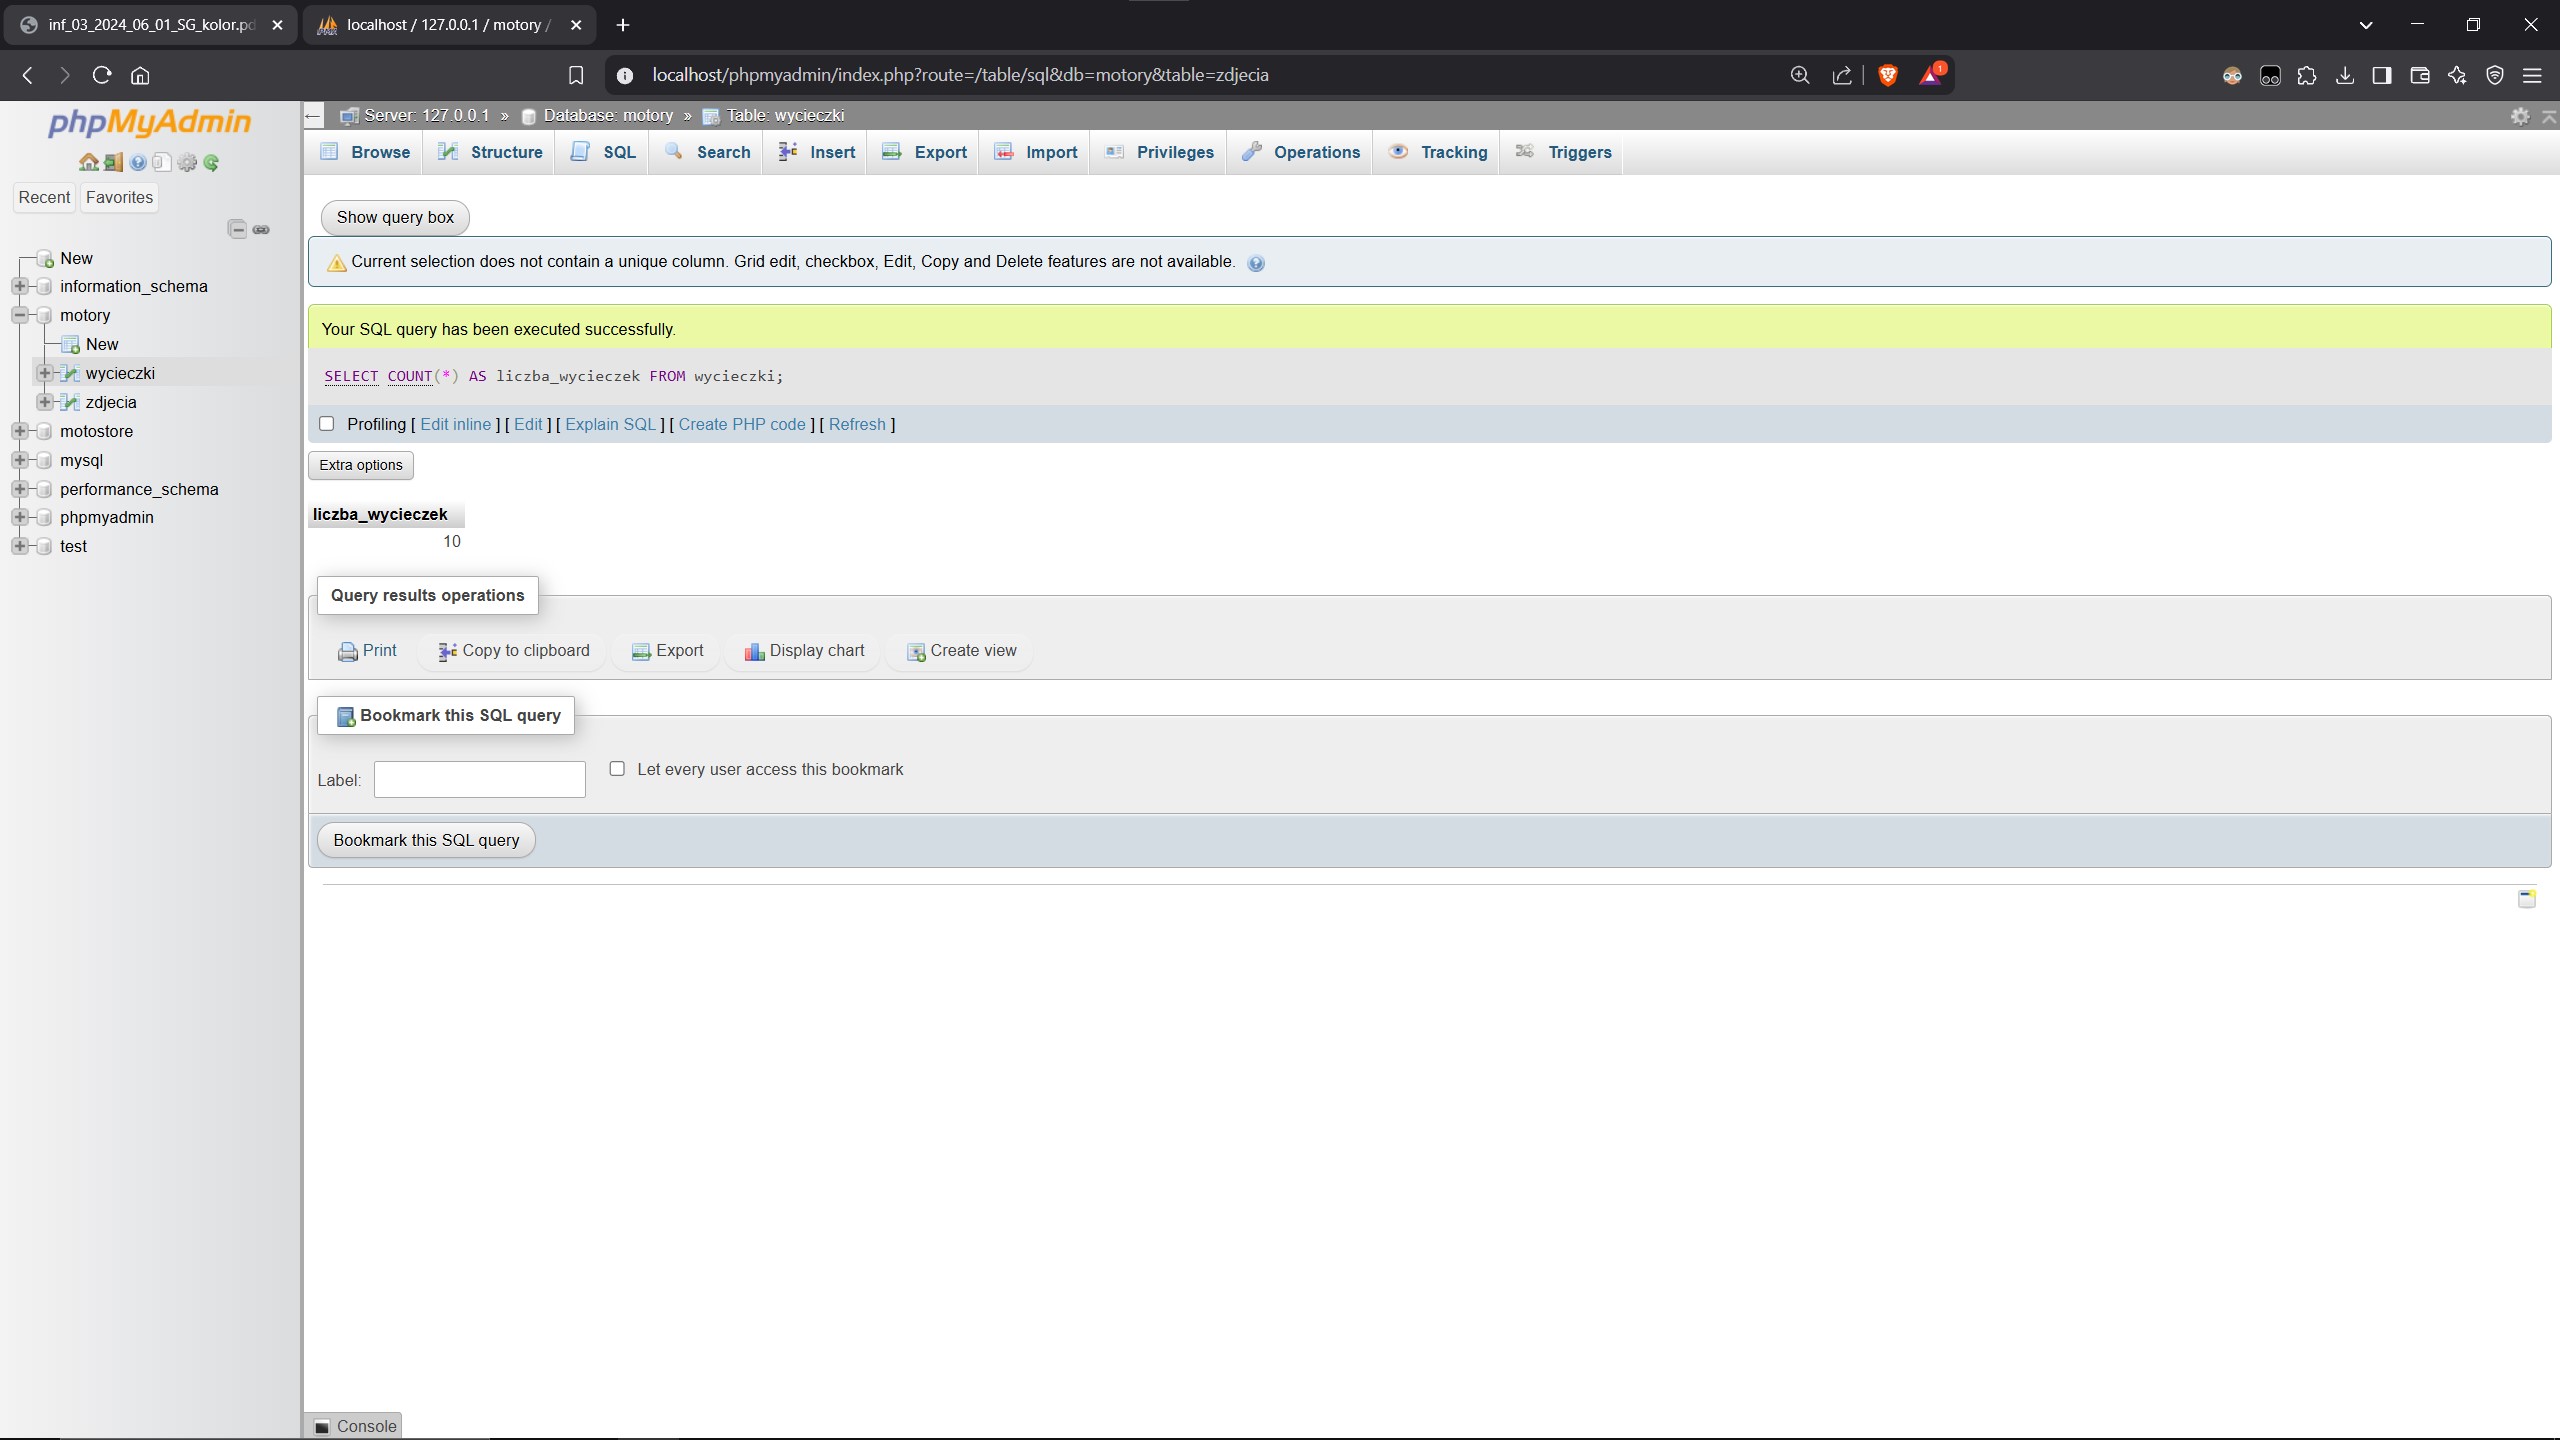 inf_03_2024_06_01_SG_kolor.pd
localhost / 127.0.0.1 / motory /
localhost/phpmyadmin/index.php?route=/table/sql&db=motory&table=zdjecia
1
phpMyAdmin
Recent
Favorites
New
information_schema
motory
New
wycieczki
zdjecia
motostore
mysql
performance_schema
phpmyadmin
test
Server: 127.0.0.1 » Database: motory » Table: wycieczki
Browse
Structure
SQL
Search
Insert
Export
Import
Privileges
Operations
Tracking
Triggers
Show query box
Current selection does not contain a unique column. Grid edit, checkbox, Edit, Copy and Delete features are not available.
Your SQL query has been executed successfully.
SELECT COUNT(*) AS liczba_wycieczek FROM wycieczki;
Profiling [ Edit inline ] [ Edit ] [ Explain SQL ] [ Create PHP code ] [ Refresh ]
Extra options
liczba_wycieczek
10
Query results operations
Print
Copy to clipboard
Export
Display chart
Create view
Bookmark this SQL query
Label:
Let every user access this bookmark
Bookmark this SQL query
Console